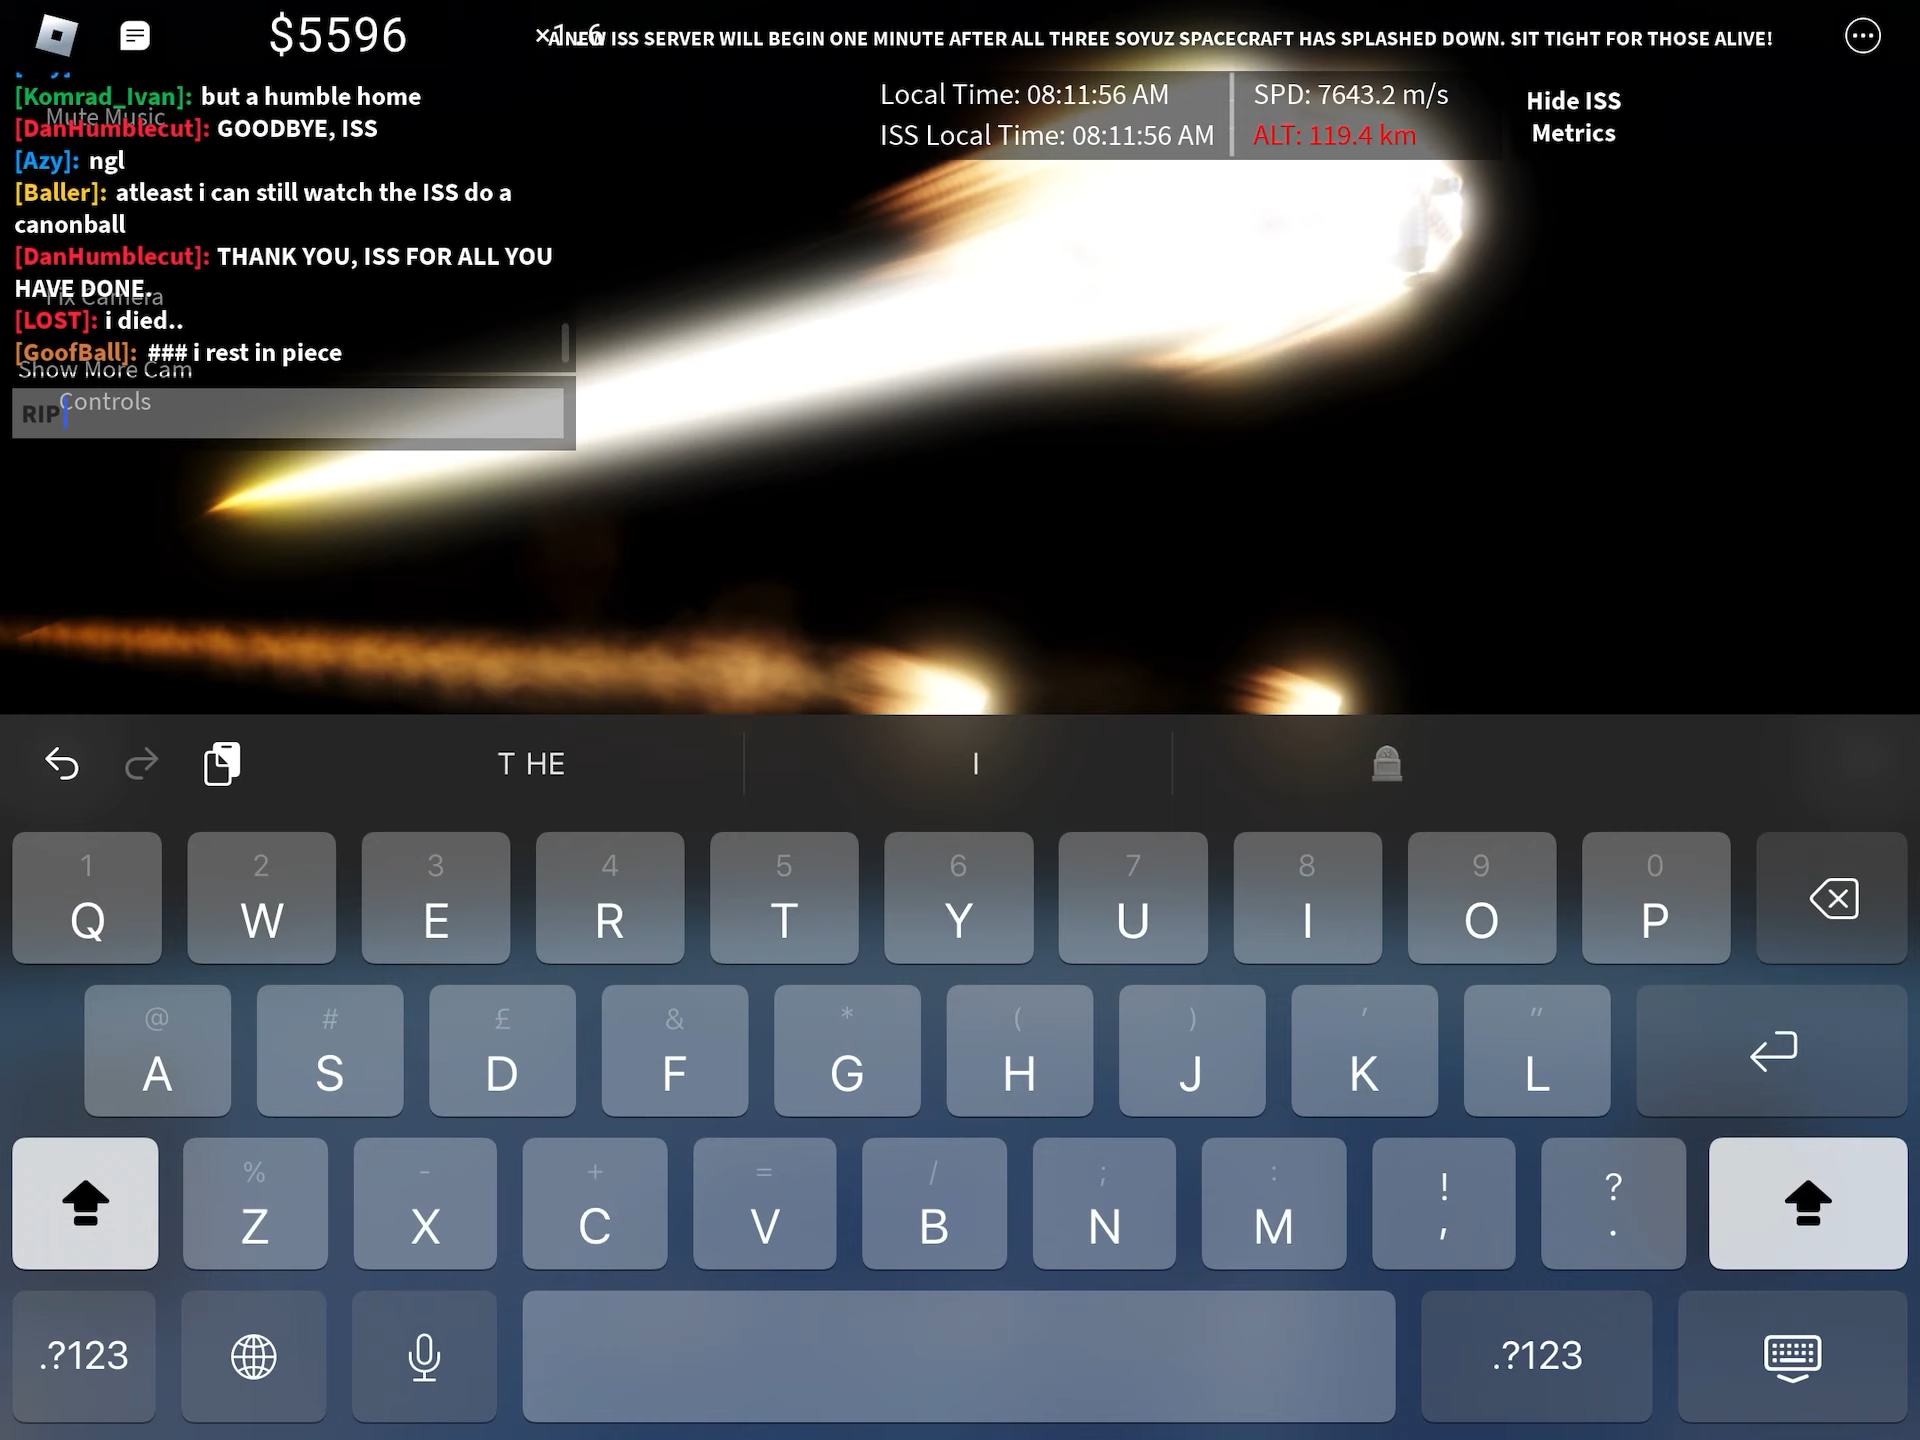 $5596
A NEW ISS SERVER WILL BEGIN ONE MINUTE AFTER ALL THREE SOYUZ SPACECRAFT HAS SPLASHED DOWN. SIT TIGHT FOR THOSE ALIVE!
Local Time: 08:11:56 AM
SPD: 7643.2 m/s
ISS Local Time: 08:11:56 AM
ALT: 119.4 km
Hide ISS
Metrics
[Komrad_Ivan]: but a humble home
Mute Music
[DanHumblecut]: GOODBYE, ISS
[Azy]: ngl
[Baller]: atleast i can still watch the ISS do a
canonball
[DanHumblecut]: THANK YOU, ISS FOR ALL YOU
HAVE DONE.
Fix Camera
[LOST]: i died..
[GoofBall]: ### i rest in piece
Show More Cam
Controls
RIP
T HE
I
1 2 3 4 5 6 7 8 9 0
Q W E R T Y U I O P
@ # £ & * ( ) ' "
A S D F G H J K L
% - + = / ; : ! ?
Z X C V B N M , .
.?123
.?123